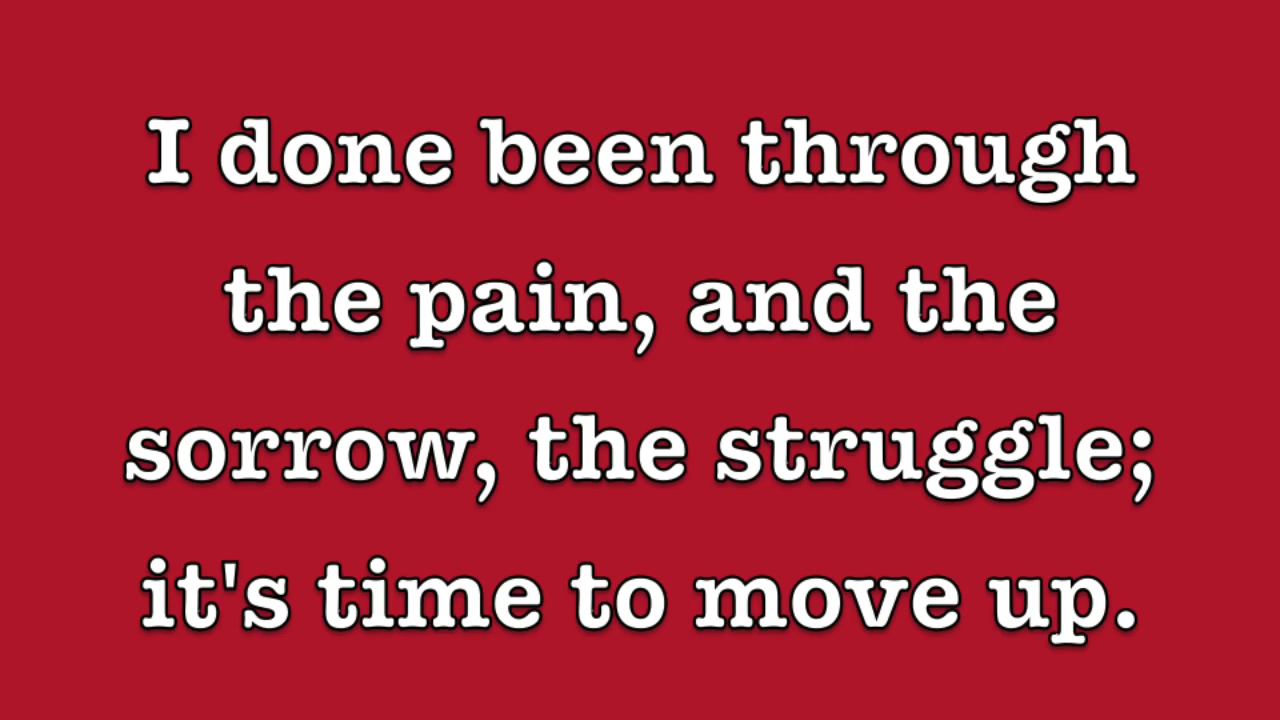 I done been through
the pain, and the
sorrow, the struggle;
it's time to move up.